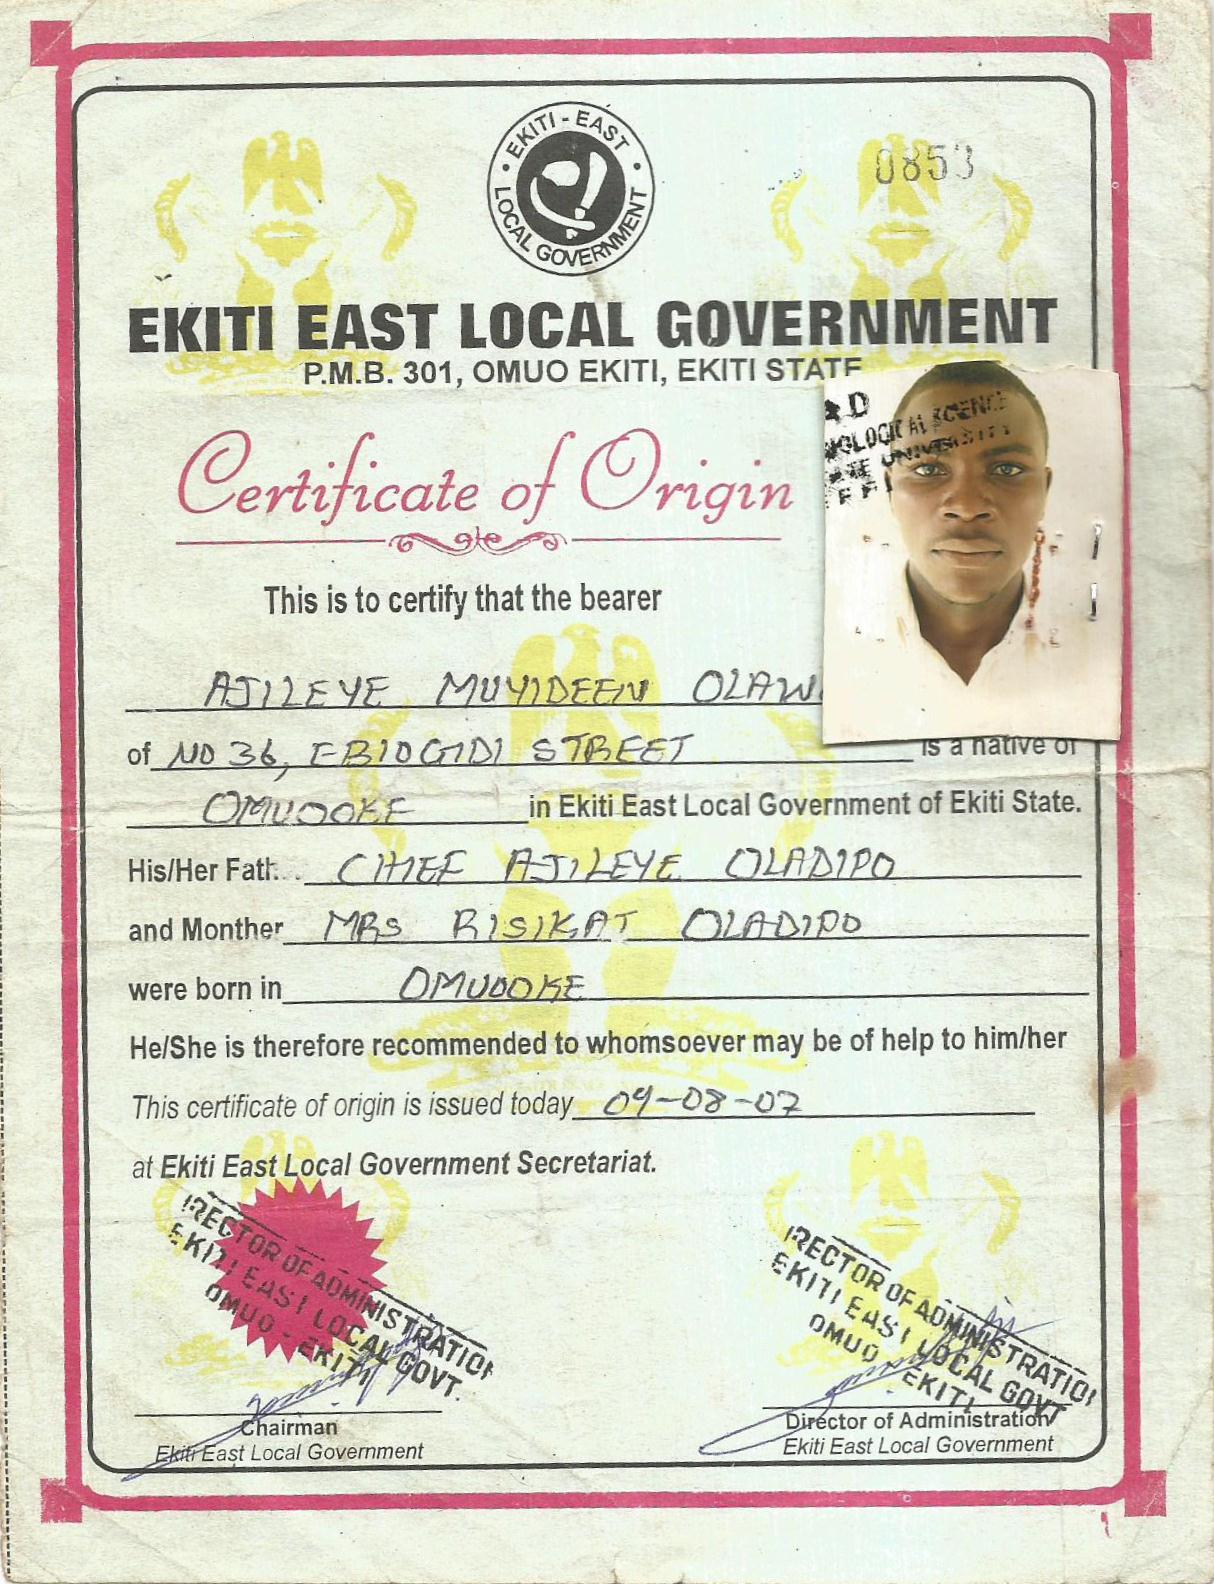 EKITI - EAST
LOCAL GOVERNMENT
0853
EKITI EAST LOCAL GOVERNMENT
P.M.B. 301, OMUO EKITI, EKITI STATE
Certificate of Origin
This is to certify that the bearer
AJILEYE MUYIDEEN OLAW
of NO 36, EBIOGIDI STREET is a native of
OMUOOKE in Ekiti East Local Government of Ekiti State.
His/Her Fath CHIEF AJILEYE OLADIPO
and Monther MRS RISIKAT OLADIPO
were born in OMUOOKE
He/She is therefore recommended to whomsoever may be of help to him/her
This certificate of origin is issued today 09-08-07
at Ekiti East Local Government Secretariat.
IRECTOR OF ADMINISTRATION
EKITI EAST LOCAL GOVT.
OMUO - EKITI
IRECTOR OF ADMINISTRATION
EKITI EAST LOCAL GOVT
OMUO - EKITI
Chairman
Ekiti East Local Government
Director of Administration
Ekiti East Local Government